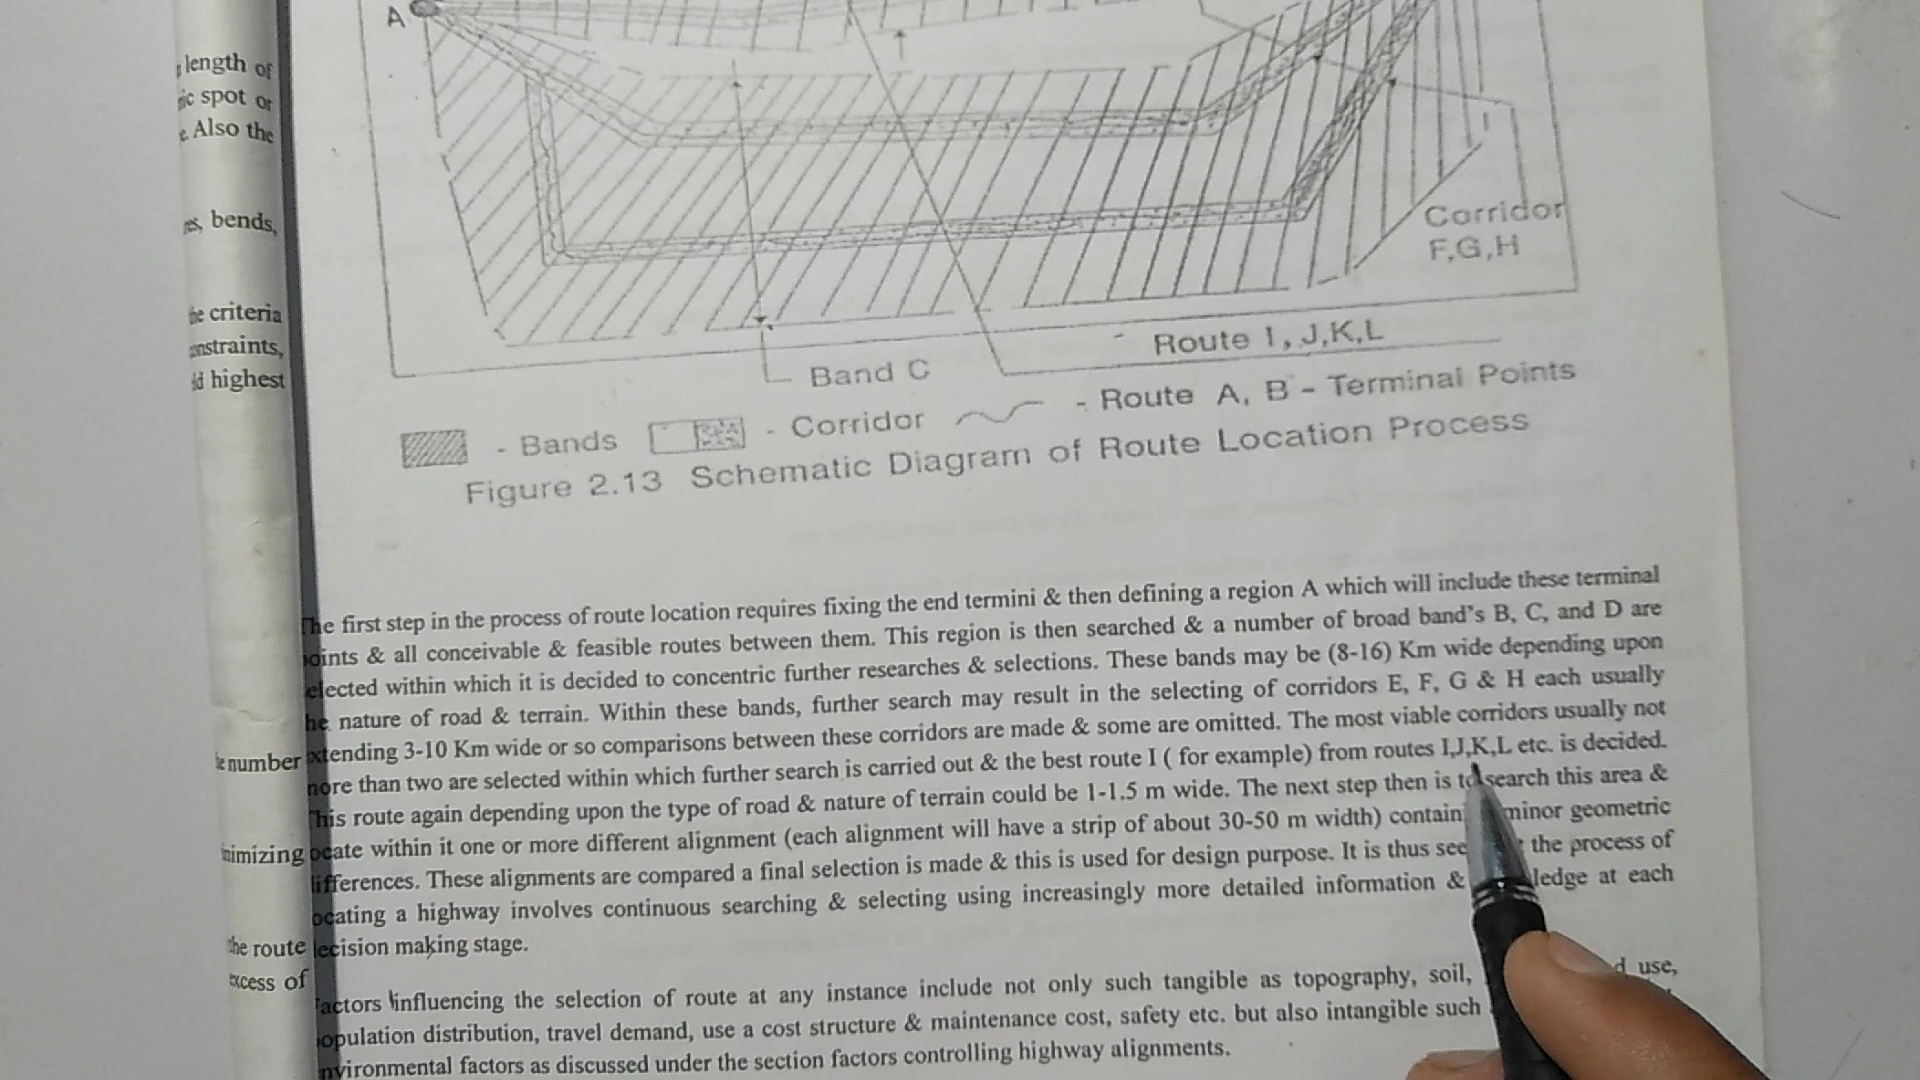 A
length of
spot or
Also the
bends,
criteria
highest
Corridor
F,G,H
Route I, J,K,L
Band C
- Bands - Corridor - Route A, B - Terminal Points
Figure 2.13 Schematic Diagram of Route Location Process
he first step in the process of route location requires fixing the end termini & then defining a region A which will include these terminal
oints & all conceivable & feasible routes between them. This region is then searched & a number of broad band's B, C, and D are
elected within which it is decided to concentric further researches & selections. These bands may be (8-16) Km wide depending upon
he nature of road & terrain. Within these bands, further search may result in the selecting of corridors E, F, G & H each usually
number xtending 3-10 Km wide or so comparisons between these corridors are made & some are omitted. The most viable corridors usually not
ore than two are selected within which further search is carried out & the best route I ( for example) from routes I,J,K,L etc. is decided.
his route again depending upon the type of road & nature of terrain could be 1-1.5 m wide. The next step then is to search this area &
ocate within it one or more different alignment (each alignment will have a strip of about 30-50 m width) contain minor geometric
ifferences. These alignments are compared a final selection is made & this is used for design purpose. It is thus see the process of
ocating a highway involves continuous searching & selecting using increasingly more detailed information & ledge at each
the route ecision making stage.
of
actors influencing the selection of route at any instance include not only such tangible as topography, soil, use,
opulation distribution, travel demand, use a cost structure & maintenance cost, safety etc. but also intangible such
nvironmental factors as discussed under the section factors controlling highway alignments.